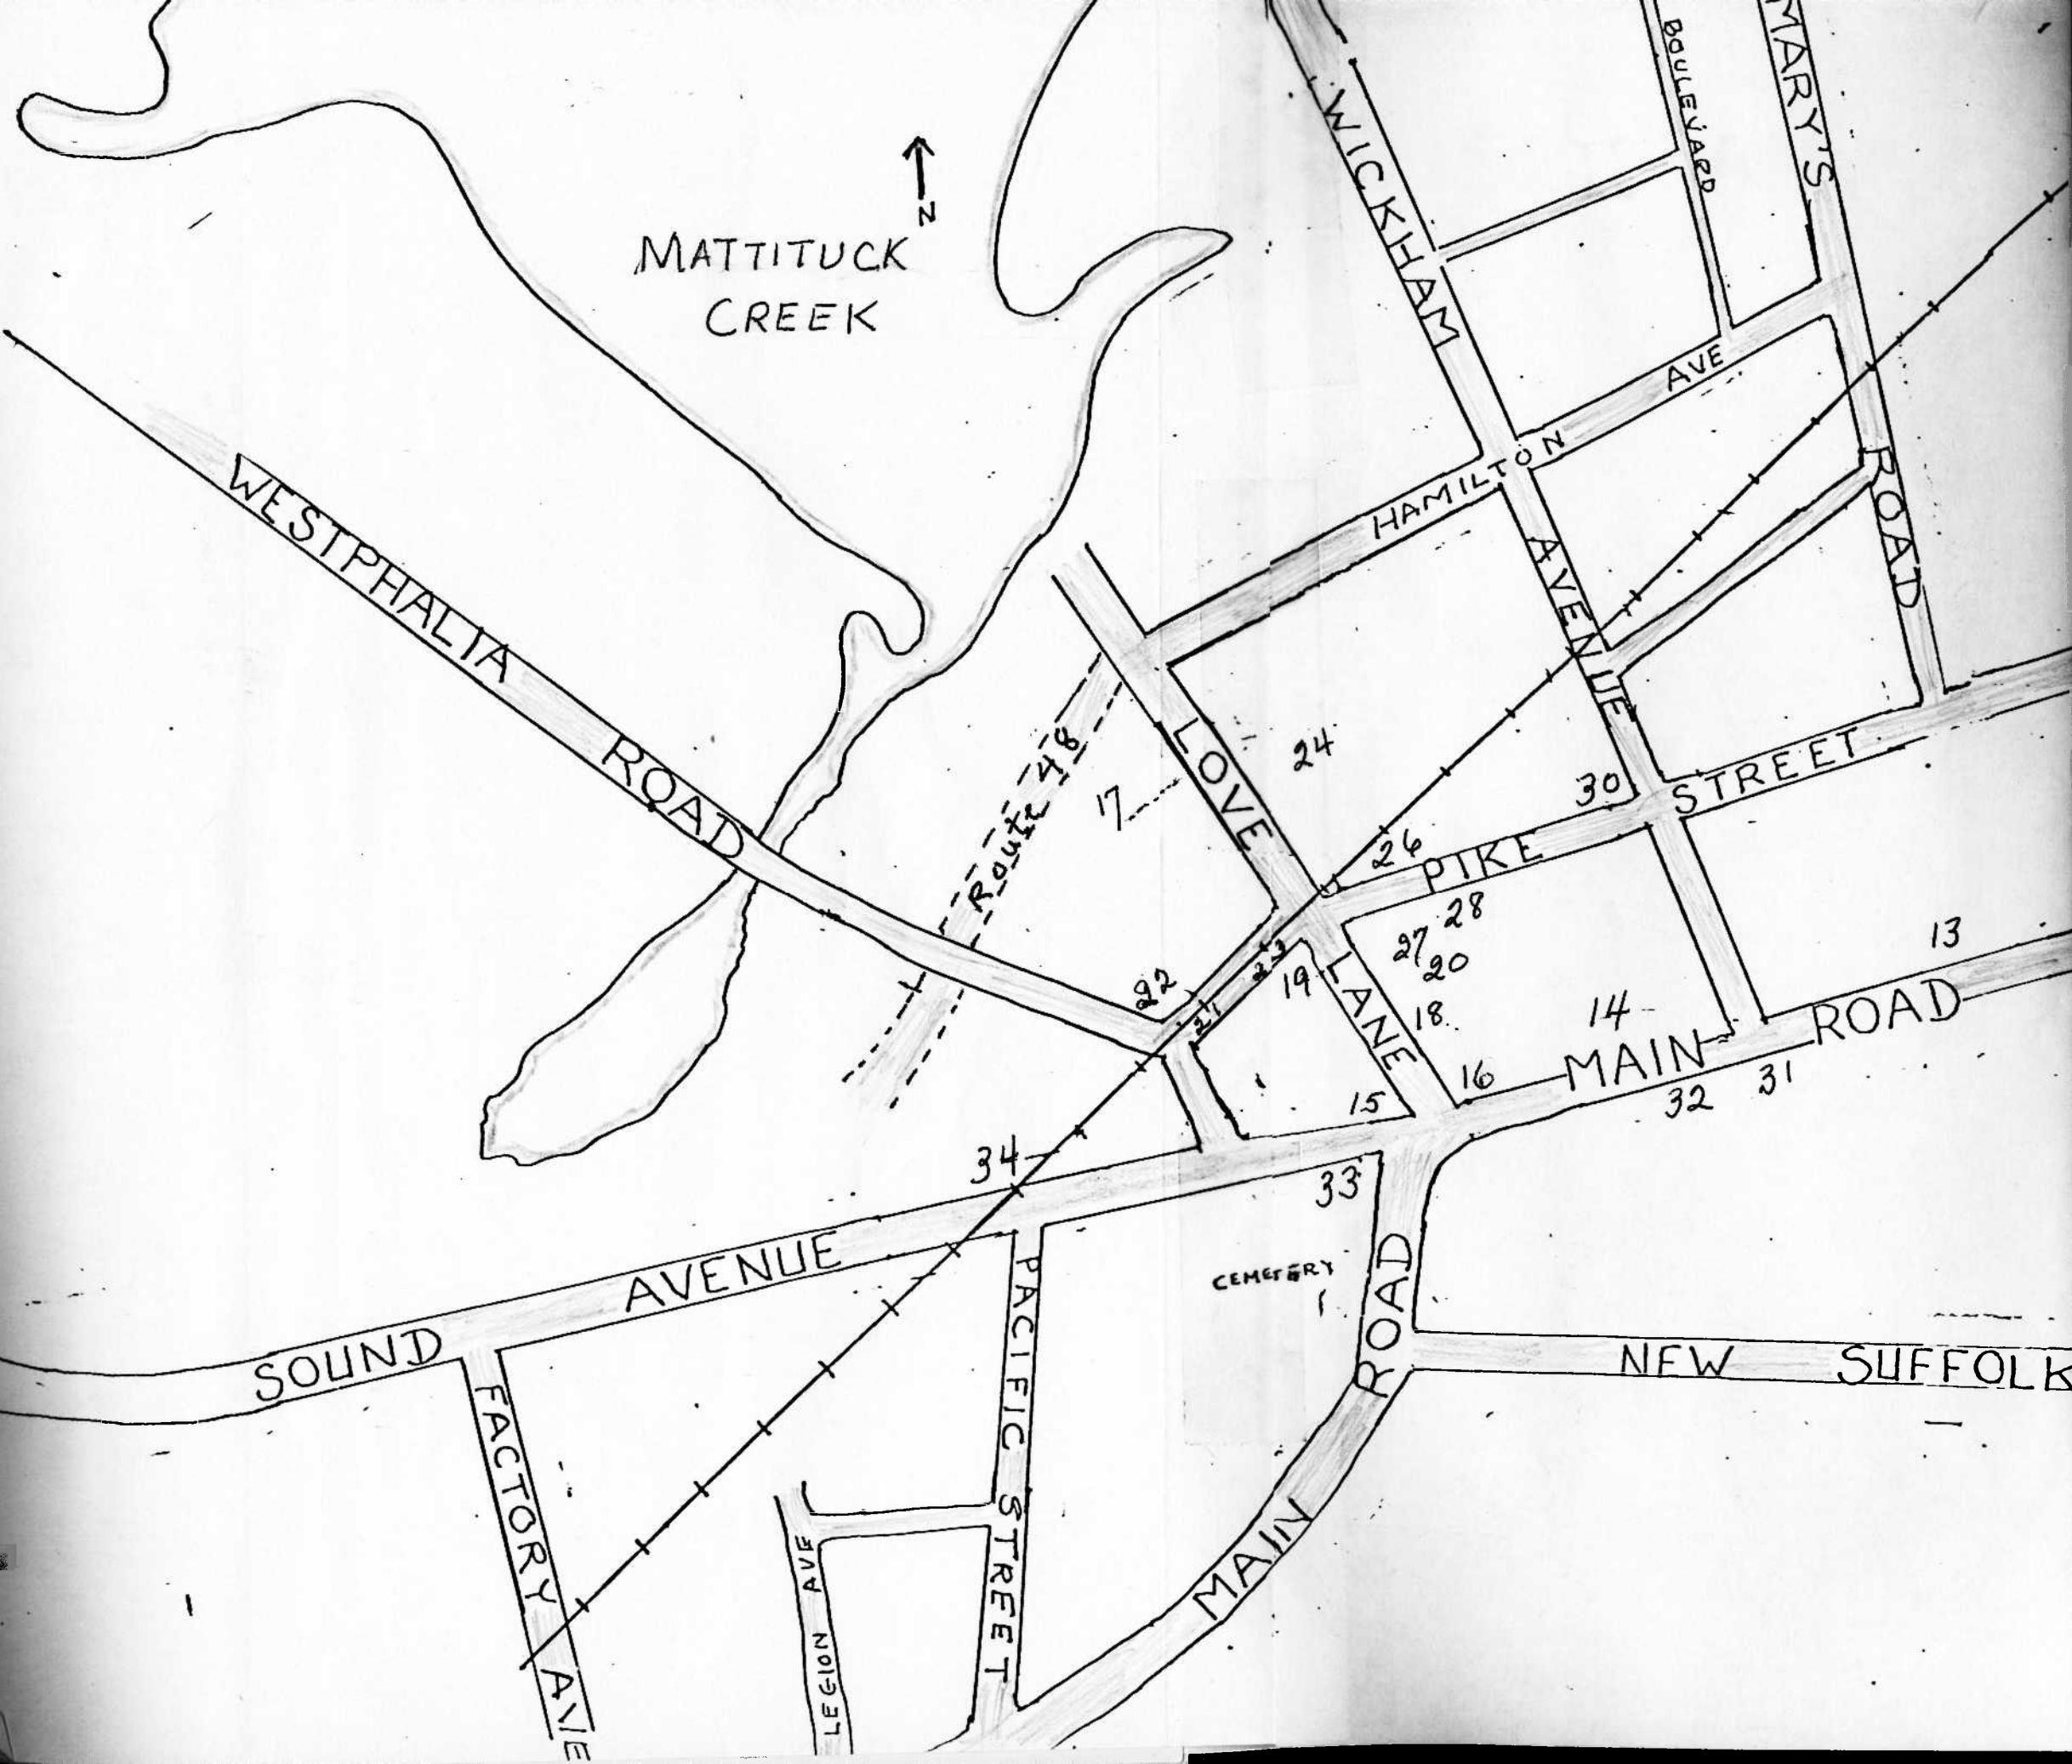 BOULEVARD
MARY'S
ROAD
WICKHAM
AVENUE
N
MATTITUCK
CREEK
HAMILTON
AVE
WESTPHALIA
ROAD
Route 48
LOVE
LANE
17
24
30
26
PIKE
STREET
28
27
20
13
22
23
19
21
18
14
MAIN
ROAD
16
15
32
31
34
33
SOUND
AVENUE
CEMETERY
1
PACIFIC
STREET
ROAD
NEW
SUFFOLK
FACTORY
AVE
LEGION
AVE
MAIN